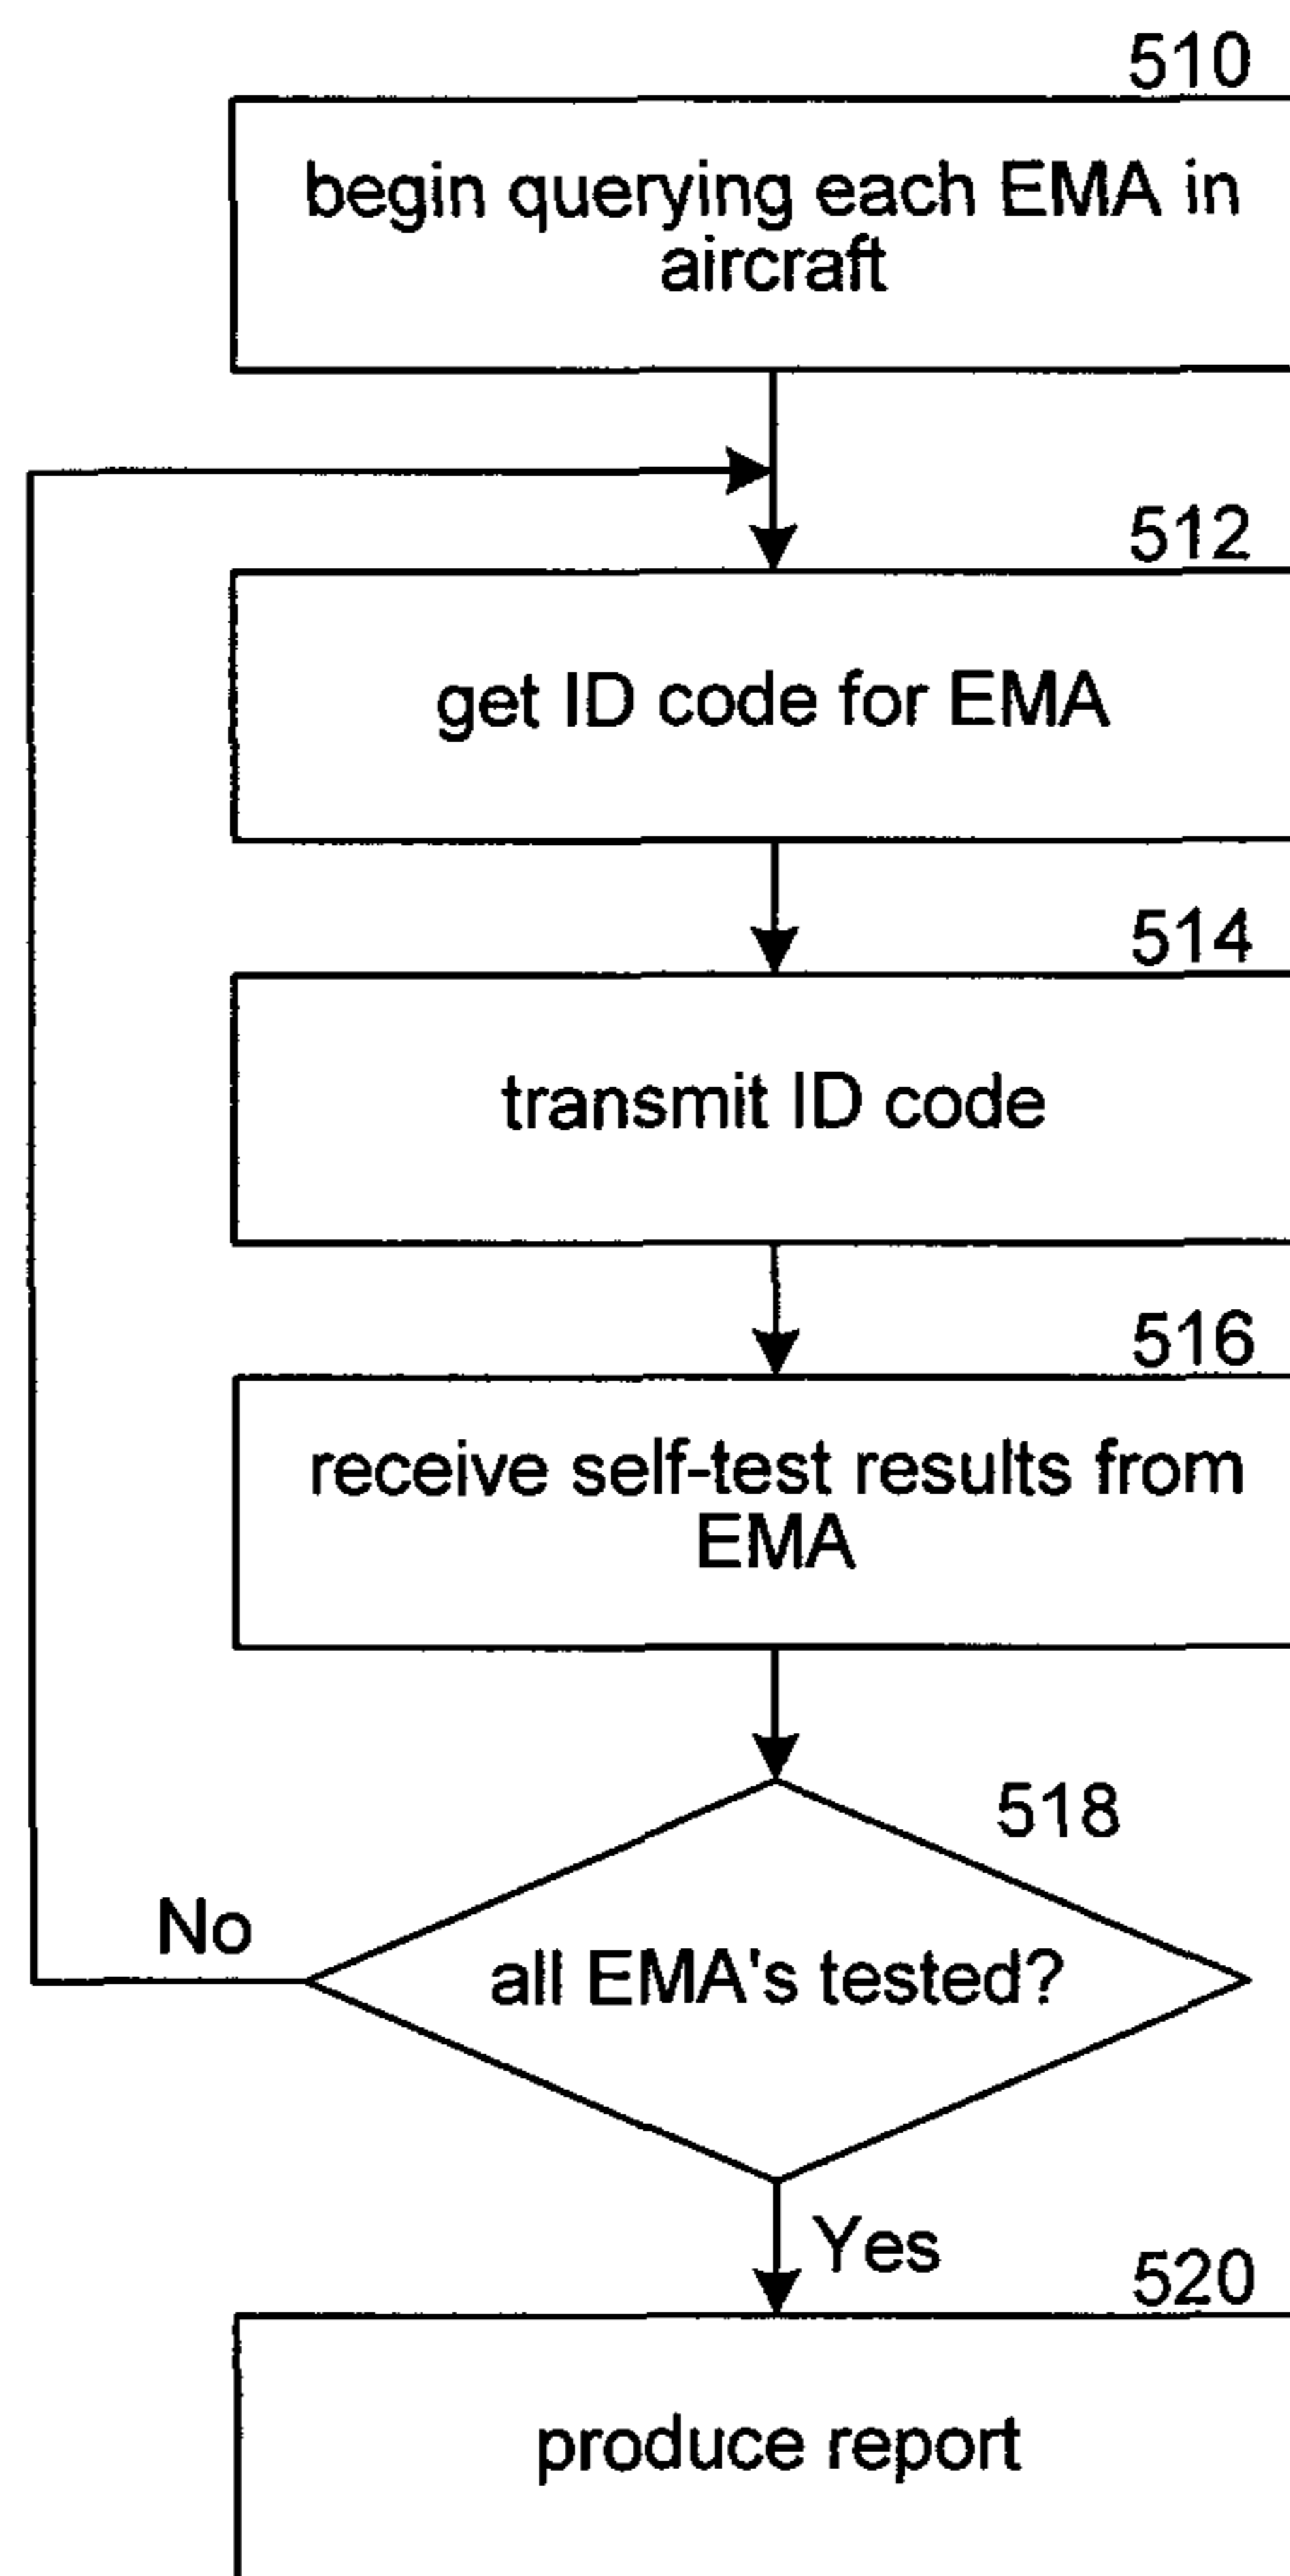 510
begin querying each EMA in
aircraft
512
get ID code for EMA
514
transmit ID code
516
receive self-test results from
EMA
518
all EMA's tested?
No
Yes
520
produce report